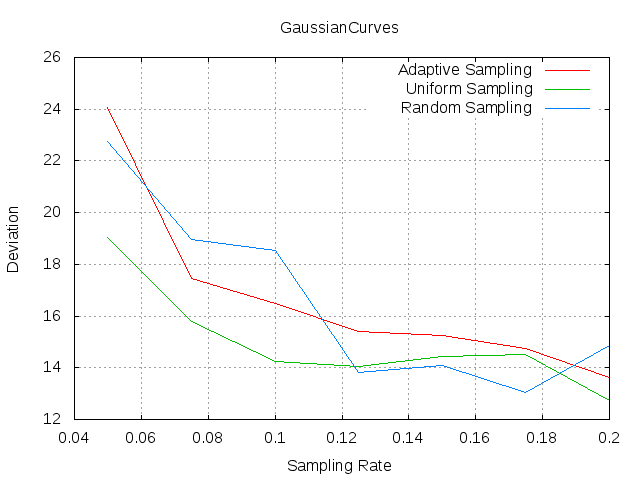 GaussianCurves
26
24
22
20
18
16
14
12
Deviation
Adaptive Sampling
Uniform Sampling
Random Sampling
0.04 0.06 0.08 0.1 0.12 0.14 0.16 0.18 0.2
Sampling Rate